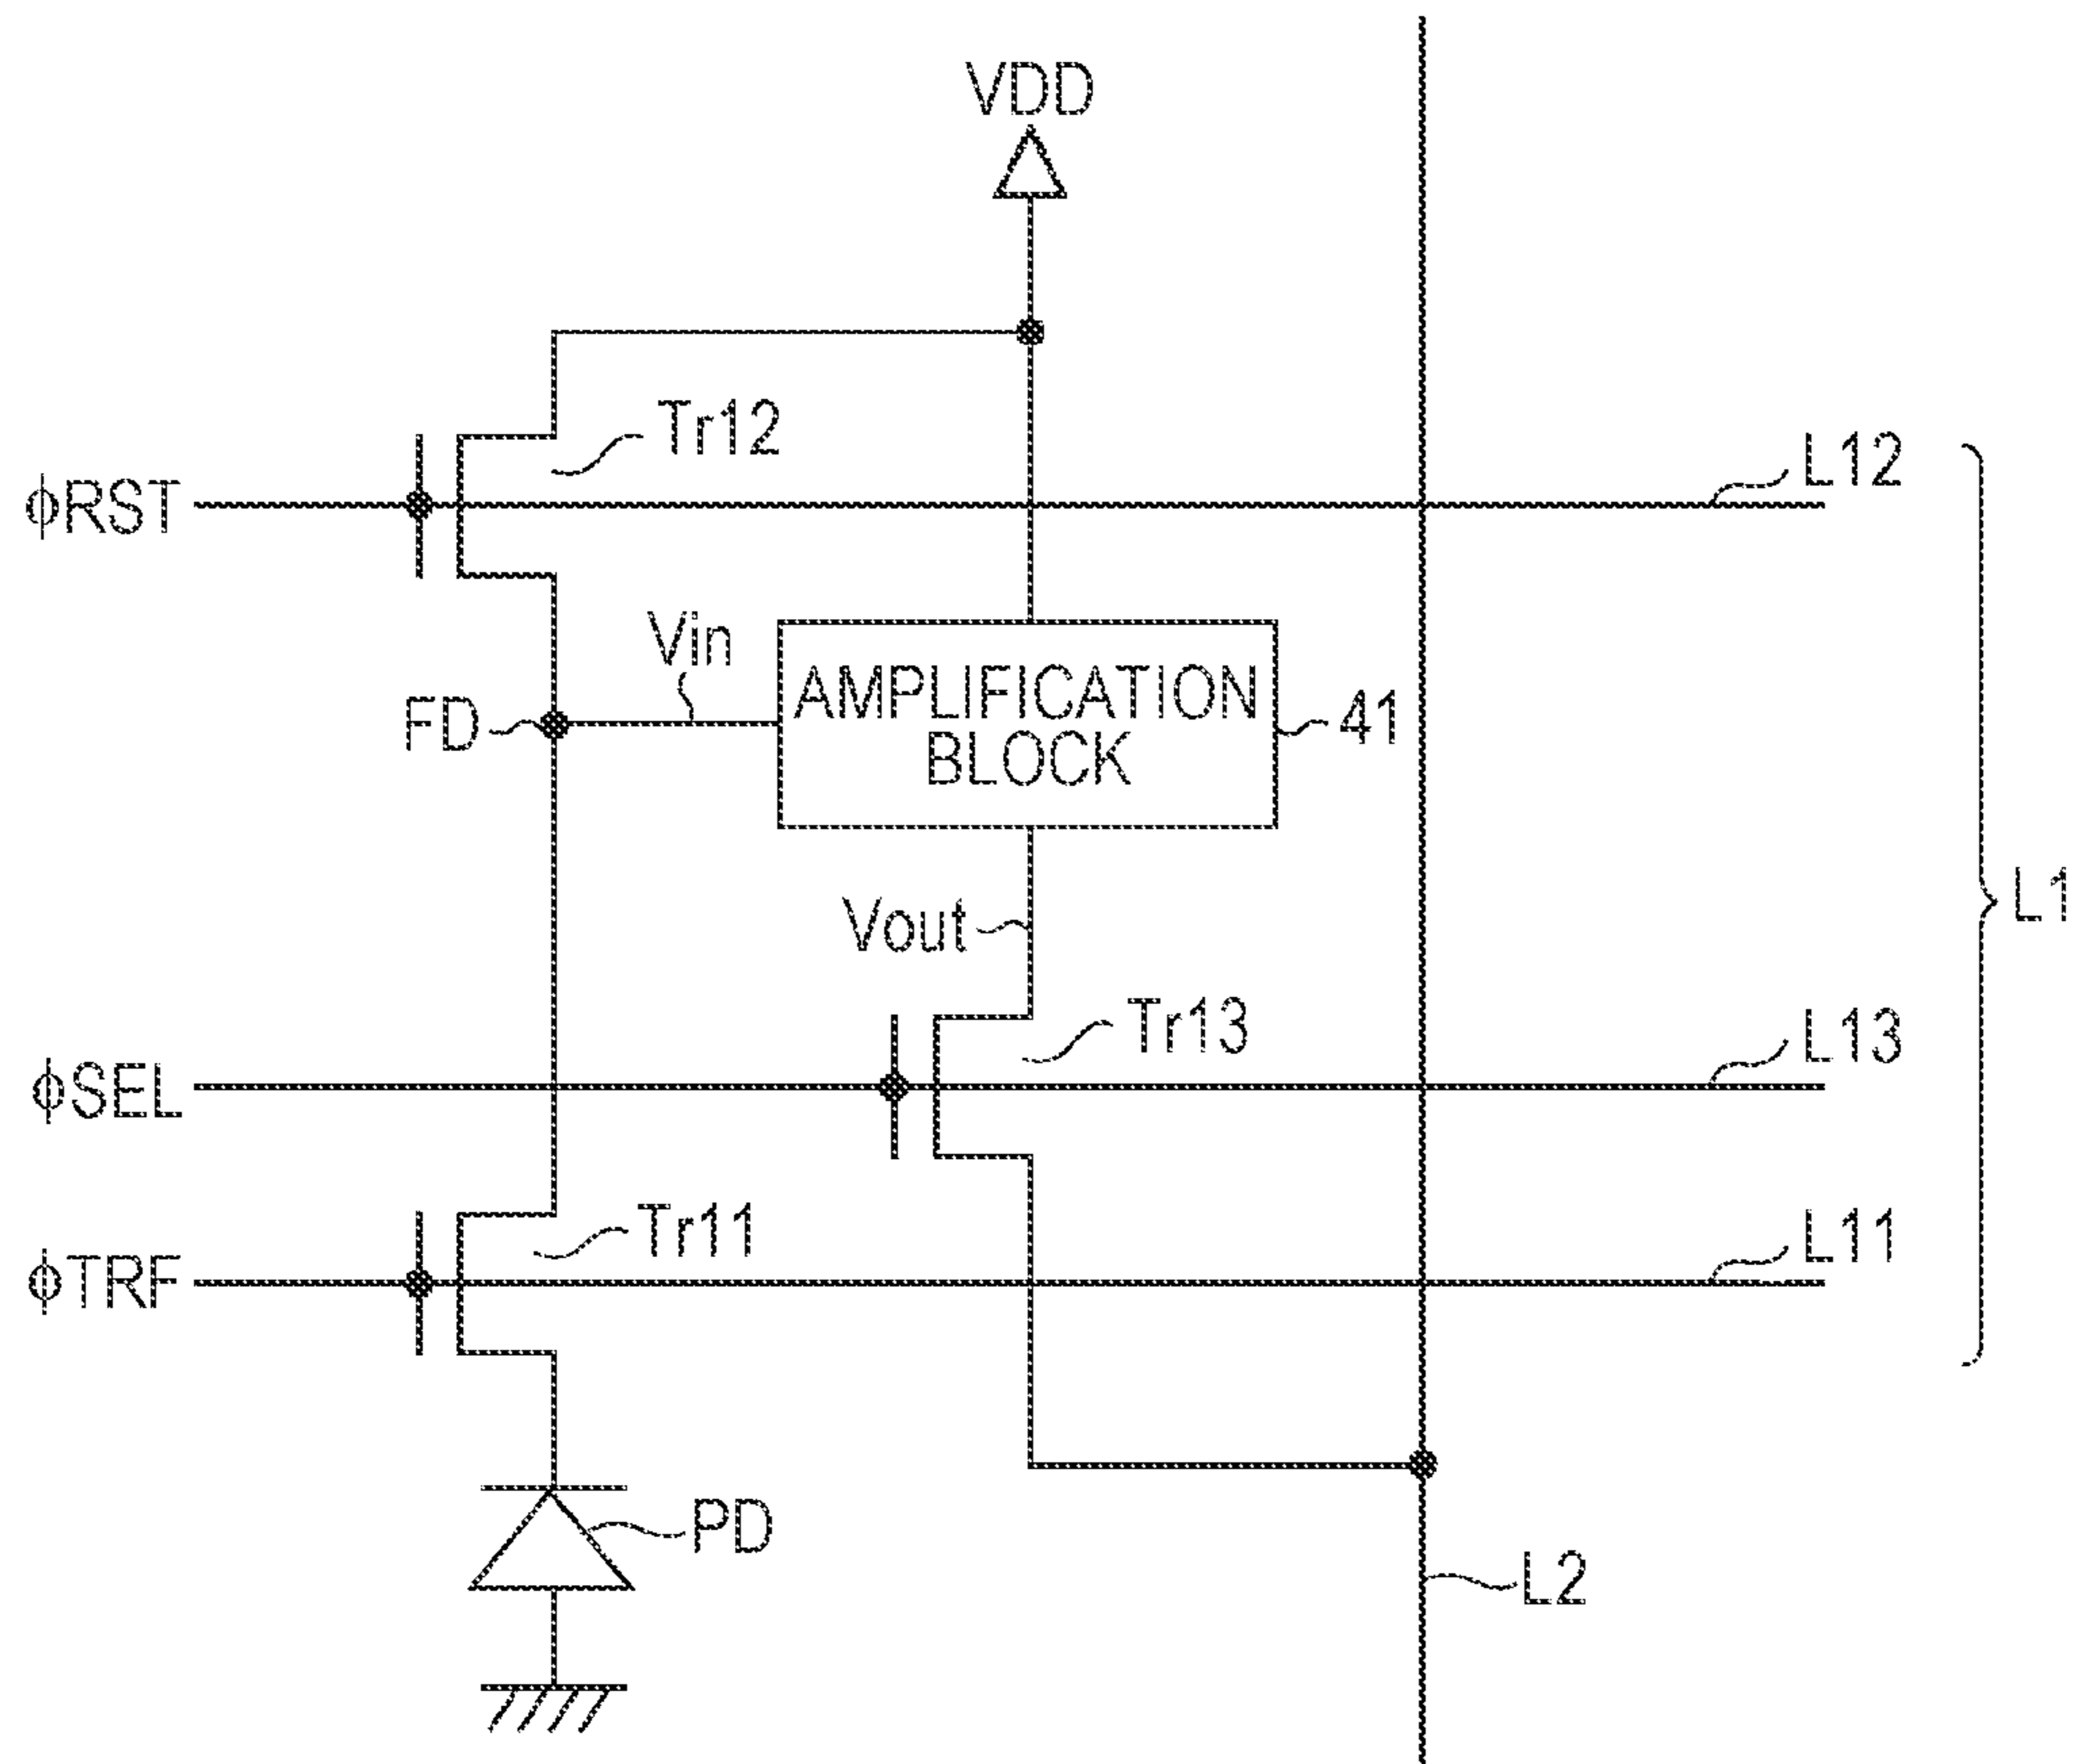 VDD
Tr12
L12
ϕRST
Vin
FD
AMPLIFICATION
BLOCK
41
L1
Vout
Tr13
L13
ϕSEL
Tr11
L11
ϕTRF
PD
L2